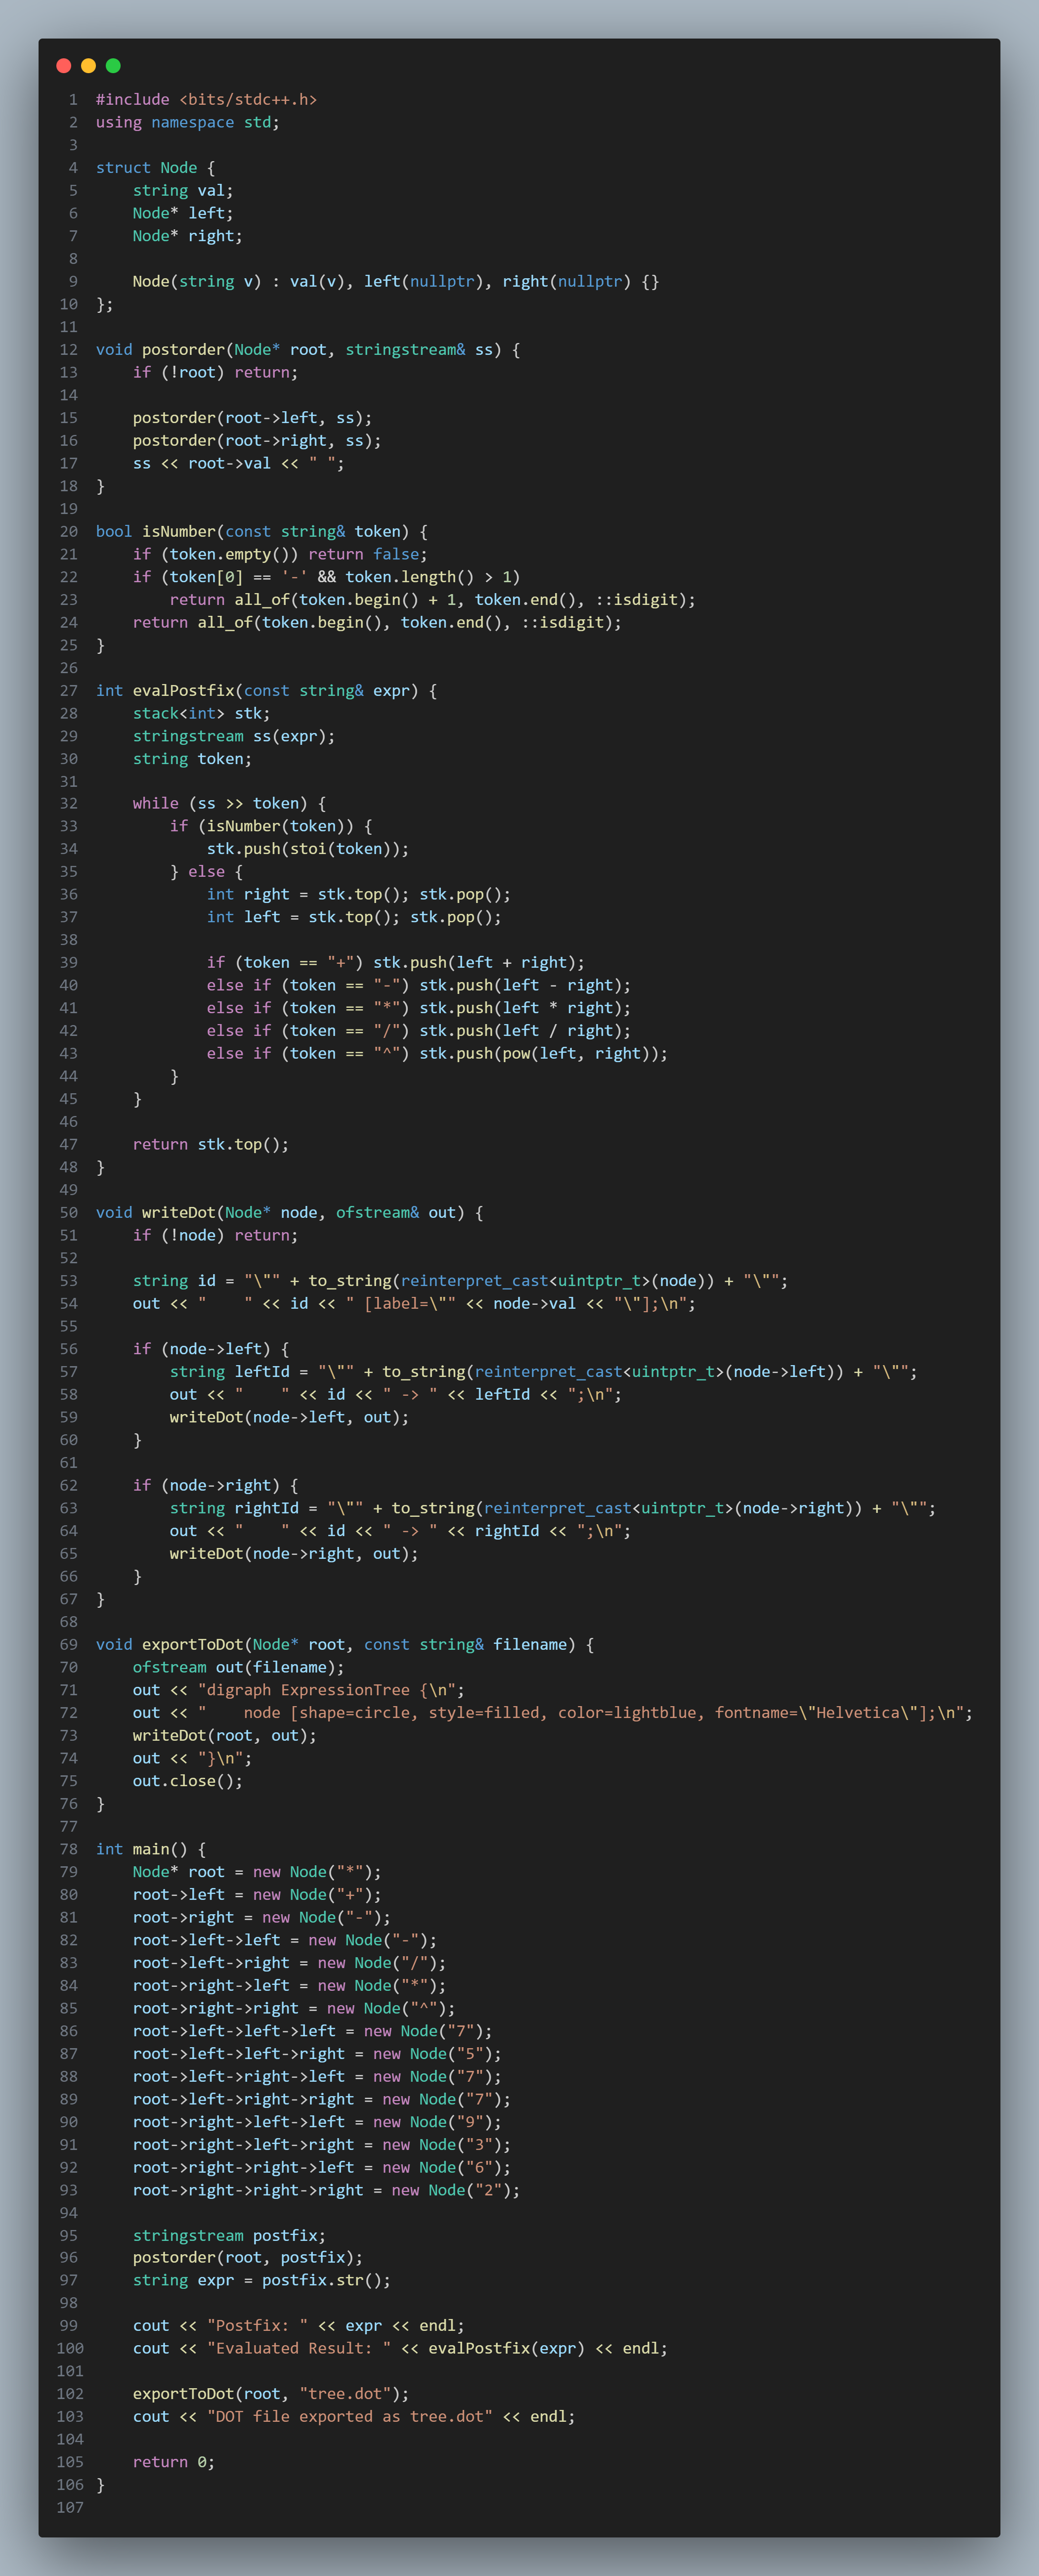 1 #include <bits/stdc++.h>
2 using namespace std;
3
4 struct Node {
5     string val;
6     Node* left;
7     Node* right;
8
9     Node(string v) : val(v), left(nullptr), right(nullptr) {}
10 };
11
12 void postorder(Node* root, stringstream& ss) {
13     if (!root) return;
14
15     postorder(root->left, ss);
16     postorder(root->right, ss);
17     ss << root->val << " ";
18 }
19
20 bool isNumber(const string& token) {
21     if (token.empty()) return false;
22     if (token[0] == '-' && token.length() > 1)
23         return all_of(token.begin() + 1, token.end(), ::isdigit);
24     return all_of(token.begin(), token.end(), ::isdigit);
25 }
26
27 int evalPostfix(const string& expr) {
28     stack<int> stk;
29     stringstream ss(expr);
30     string token;
31
32     while (ss >> token) {
33         if (isNumber(token)) {
34             stk.push(stoi(token));
35         } else {
36             int right = stk.top(); stk.pop();
37             int left = stk.top(); stk.pop();
38
39             if (token == "+") stk.push(left + right);
40             else if (token == "-") stk.push(left - right);
41             else if (token == "*") stk.push(left * right);
42             else if (token == "/") stk.push(left / right);
43             else if (token == "^") stk.push(pow(left, right));
44         }
45     }
46
47     return stk.top();
48 }
49
50 void writeDot(Node* node, ofstream& out) {
51     if (!node) return;
52
53     string id = "\"" + to_string(reinterpret_cast<uintptr_t>(node)) + "\"";
54     out << "    " << id << " [label=\"" << node->val << "\"];\n";
55
56     if (node->left) {
57         string leftId = "\"" + to_string(reinterpret_cast<uintptr_t>(node->left)) + "\"";
58         out << "    " << id << " -> " << leftId << ";\n";
59         writeDot(node->left, out);
60     }
61
62     if (node->right) {
63         string rightId = "\"" + to_string(reinterpret_cast<uintptr_t>(node->right)) + "\"";
64         out << "    " << id << " -> " << rightId << ";\n";
65         writeDot(node->right, out);
66     }
67 }
68
69 void exportToDot(Node* root, const string& filename) {
70     ofstream out(filename);
71     out << "digraph ExpressionTree {\n";
72     out << "    node [shape=circle, style=filled, color=lightblue, fontname=\"Helvetica\"];\n";
73     writeDot(root, out);
74     out << "}\n";
75     out.close();
76 }
77
78 int main() {
79     Node* root = new Node("*");
80     root->left = new Node("+");
81     root->right = new Node("-");
82     root->left->left = new Node("-");
83     root->left->right = new Node("/");
84     root->right->left = new Node("*");
85     root->right->right = new Node("^");
86     root->left->left->left = new Node("7");
87     root->left->left->right = new Node("5");
88     root->left->right->left = new Node("7");
89     root->left->right->right = new Node("7");
90     root->right->left->left = new Node("9");
91     root->right->left->right = new Node("3");
92     root->right->right->left = new Node("6");
93     root->right->right->right = new Node("2");
94
95     stringstream postfix;
96     postorder(root, postfix);
97     string expr = postfix.str();
98
99     cout << "Postfix: " << expr << endl;
100     cout << "Evaluated Result: " << evalPostfix(expr) << endl;
101
102     exportToDot(root, "tree.dot");
103     cout << "DOT file exported as tree.dot" << endl;
104
105     return 0;
106 }
107